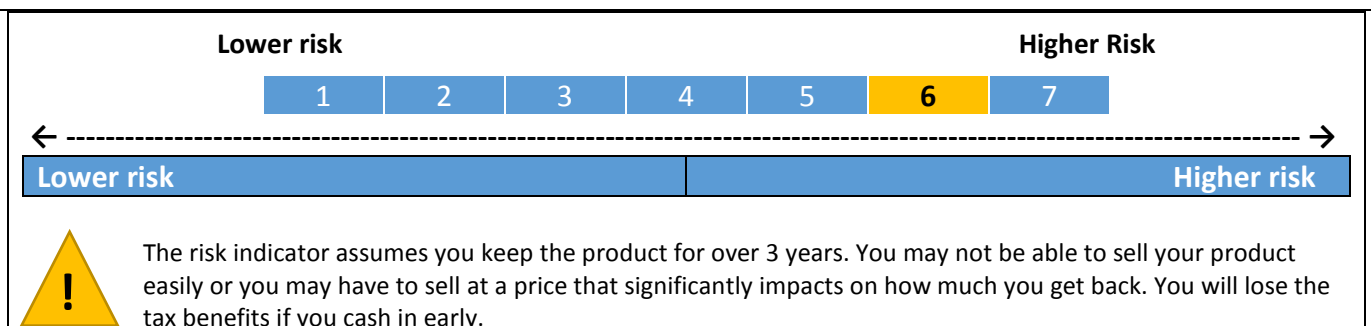 Lower risk Higher Risk
1 2 3 4 5 6 7
← ---------------------------------------------------------------------------------------------------------------------------- →
Lower risk Higher risk
The risk indicator assumes you keep the product for over 3 years. You may not be able to sell your product
! easily or you may have to sell at a price that significantly impacts on how much you get back. You will lose the
tax benefits if you cash in early.